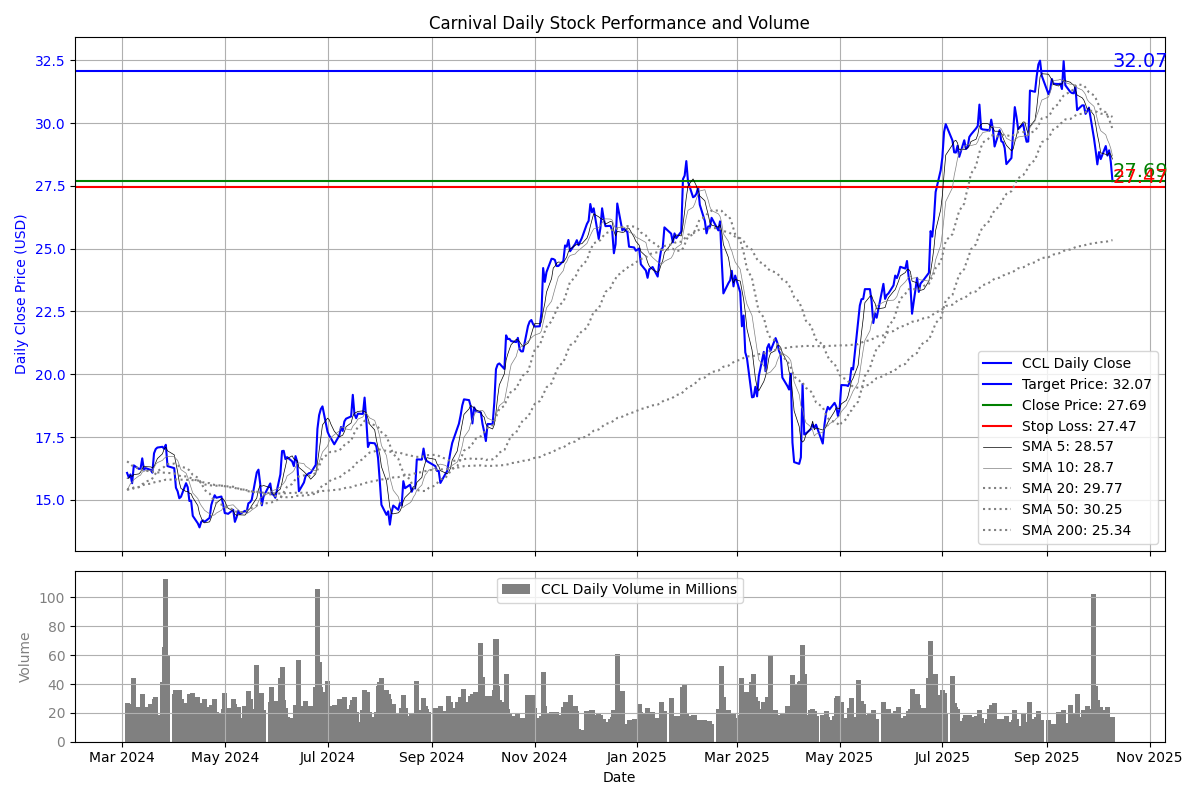 Carnival Daily Stock Performance and Volume
Daily Close Price (USD)
32.5
30.0
27.5
25.0
22.5
20.0
17.5
15.0
32.07
27.69
27.47
CCL Daily Close
Target Price: 32.07
Close Price: 27.69
Stop Loss: 27.47
SMA 5: 28.57
SMA 10: 28.7
SMA 20: 29.77
SMA 50: 30.25
SMA 200: 25.34
Volume
100
80
60
40
20
0
CCL Daily Volume in Millions
Mar 2024 May 2024 Jul 2024 Sep 2024 Nov 2024 Jan 2025 Mar 2025 May 2025 Jul 2025 Sep 2025 Nov 2025
Date